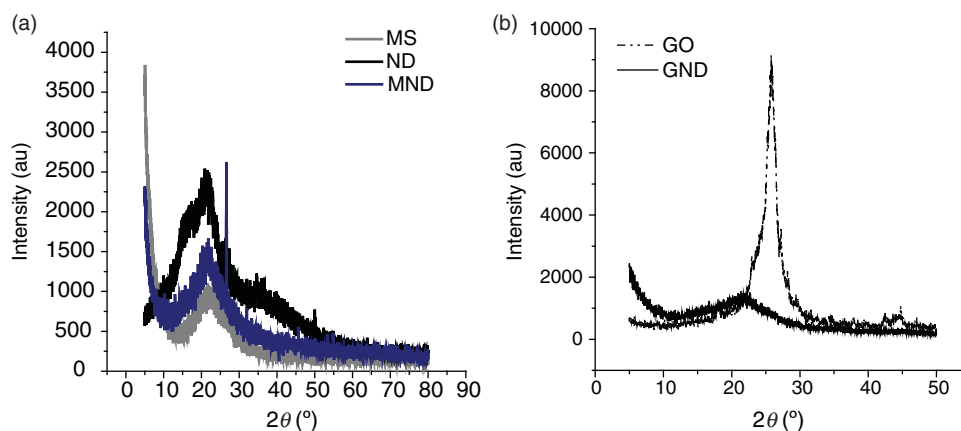 (a)
MS
ND
MND
4000
3500
3000
2500
2000
1500
1000
500
0
Intensity (au)
0 10 20 30 40 50 60 70 80 90
2θ (°)
(b)
GO
GND
10000
8000
6000
4000
2000
0
Intensity (au)
0 10 20 30 40 50
2θ (°)